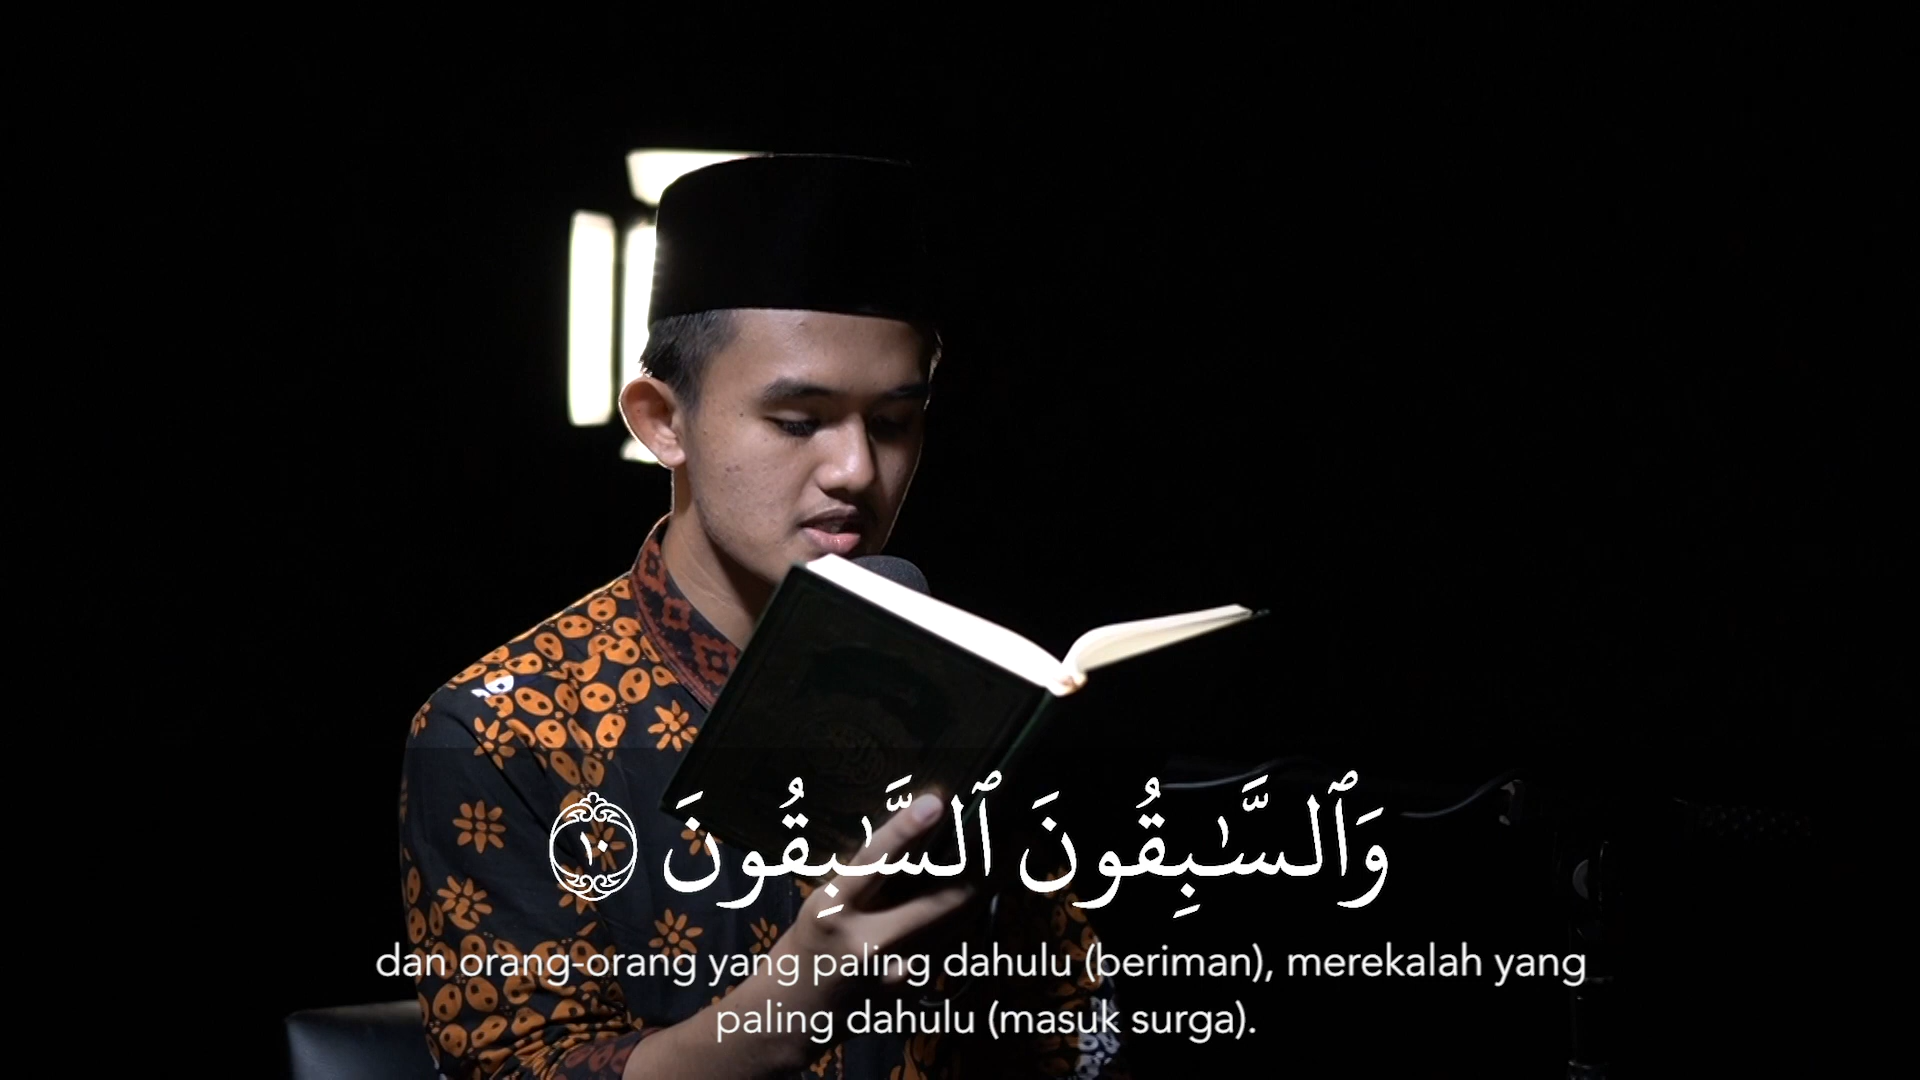 وَٱلسَّـٰبِقُونَ ٱلسَّـٰبِقُونَ ١٠
dan orang-orang yang paling dahulu (beriman), merekalah yang
paling dahulu (masuk surga).